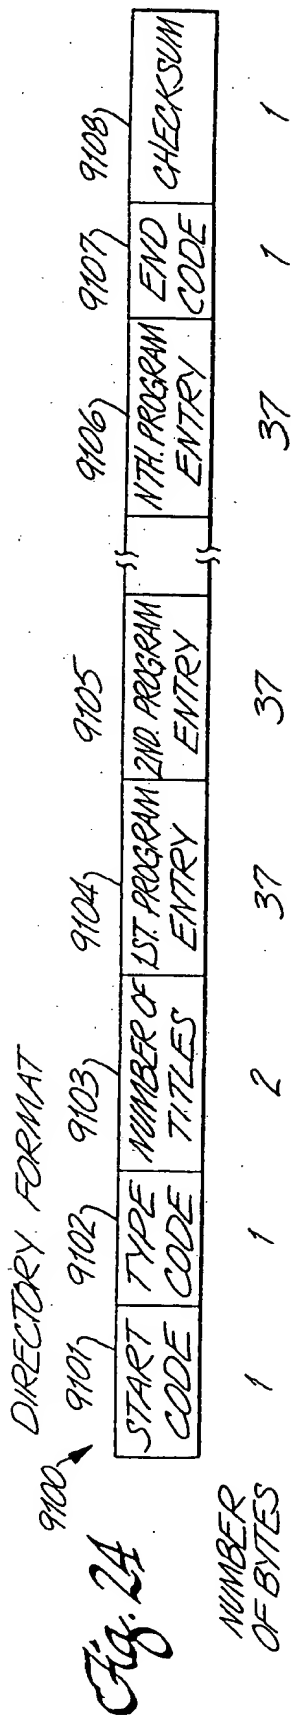 Fig. 24
DIRECTORY FORMAT
9100
9101
9102
9103
9104
9105
9106
9107
9108
START CODE
TYPE CODE
NUMBER OF TITLES
1ST. PROGRAM ENTRY
2ND. PROGRAM ENTRY
NTH. PROGRAM ENTRY
END CODE
CHECKSUM
NUMBER OF BYTES
1
1
2
37
37
37
1
1